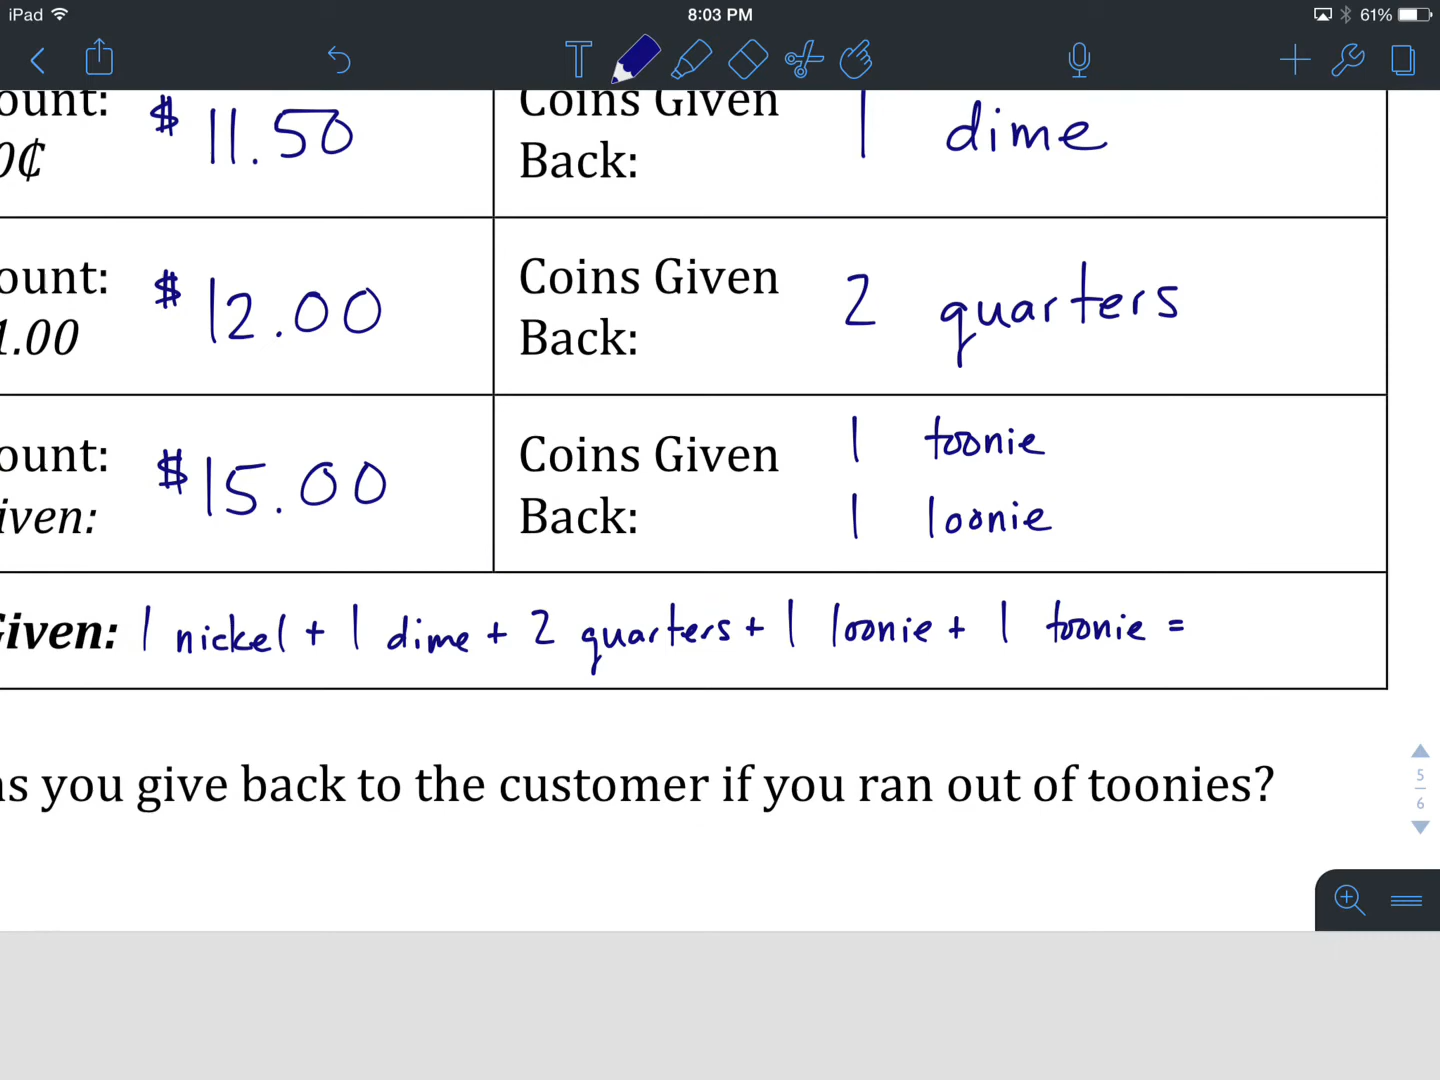 iPad 8:03 PM 61%
T
ount: $11.50 Coins Given 1 dime
0¢ Back:
ount: $12.00 Coins Given 2 quarters
1.00 Back:
ount: $15.00 Coins Given 1 toonie
iven: Back: 1 loonie
Given: 1 nickel + 1 dime + 2 quarters + 1 loonie + 1 toonie =
ns you give back to the customer if you ran out of toonies?
5
6